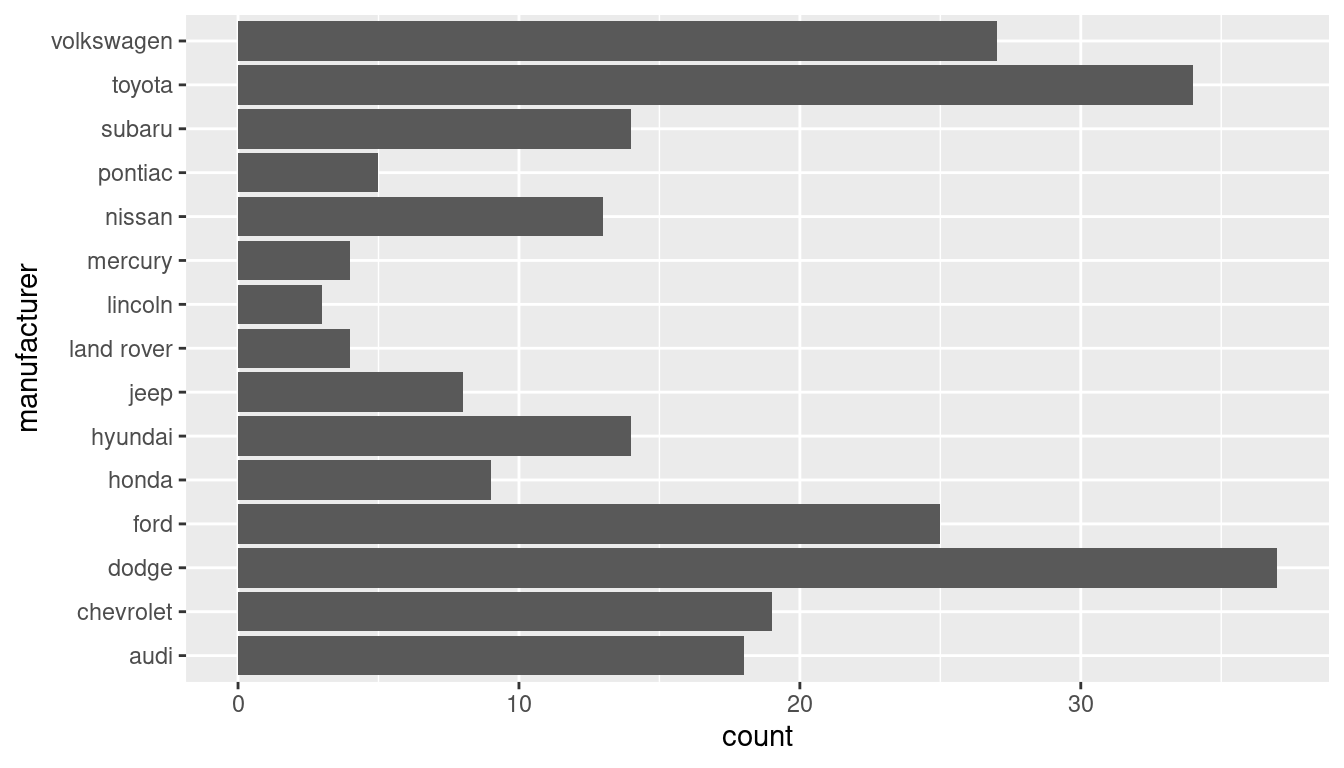 volkswagen
toyota
subaru
pontiac
nissan
mercury
lincoln
land rover
jeep
hyundai
honda
ford
dodge
chevrolet
audi
manufacturer
0 10 20 30
count